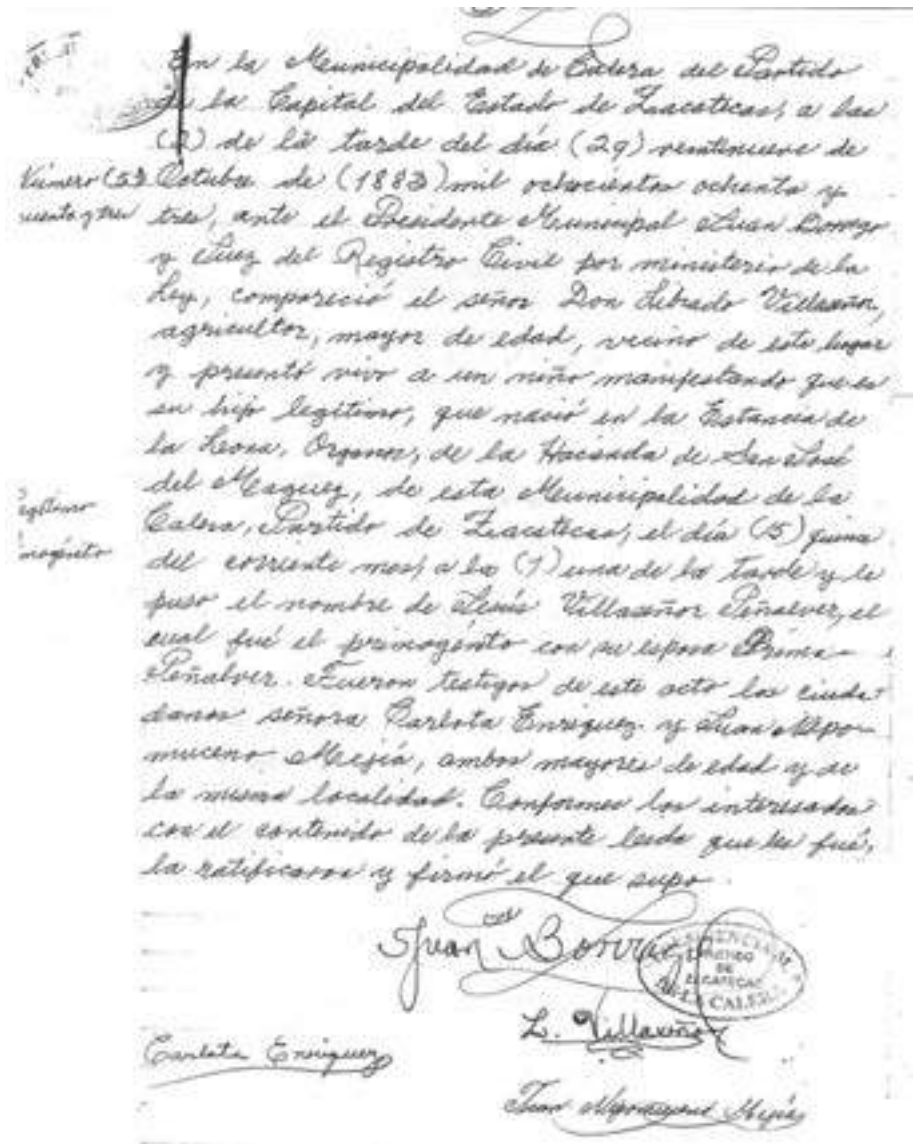 En la Municipalidad de Calera del Partido
de la Capital del Estado de Zacatecas, a las
de la tarde del día (29) veintinueve de
Número (53 Octubre de (1883) mil ochocientos ochenta y
cuenta y tres tres, ante el Presidente Municipal Juan Borrego
y Juez del Registro Civil por ministerio de la
Ley, compareció el señor Don Librado Villaseñor,
agricultor, mayor de edad, vecino de este lugar
y presentó vivo a un niño manifestando que es
su hijo legítimo, que nació en la Estancia de
la Leona, Organos, de la Hacienda de San José
del Maguey, de esta Municipalidad de la
Calera, Partido de Zacatecas, el día
del corriente mes, a la (1) una de la tarde y le
puso el nombre de Jesús Villaseñor Peñalver, el
cual fué el primogénito con su esposa Prima
Peñalver. Fueron testigos de este acto los ciuda-
danos señora Carlota Enríquez y Juan Nepo-
muceno Mejía, ambos mayores de edad y de
la misma localidad. Conformes los interesados
con el contenido de la presente leída que les fué,
la ratificaron y firmó el que supo.
Juan
DE
ZACATECAS
DE LA CALERA
L. Villaseñor
Carlota Enriquez
Juan Nepomuceno Mejía